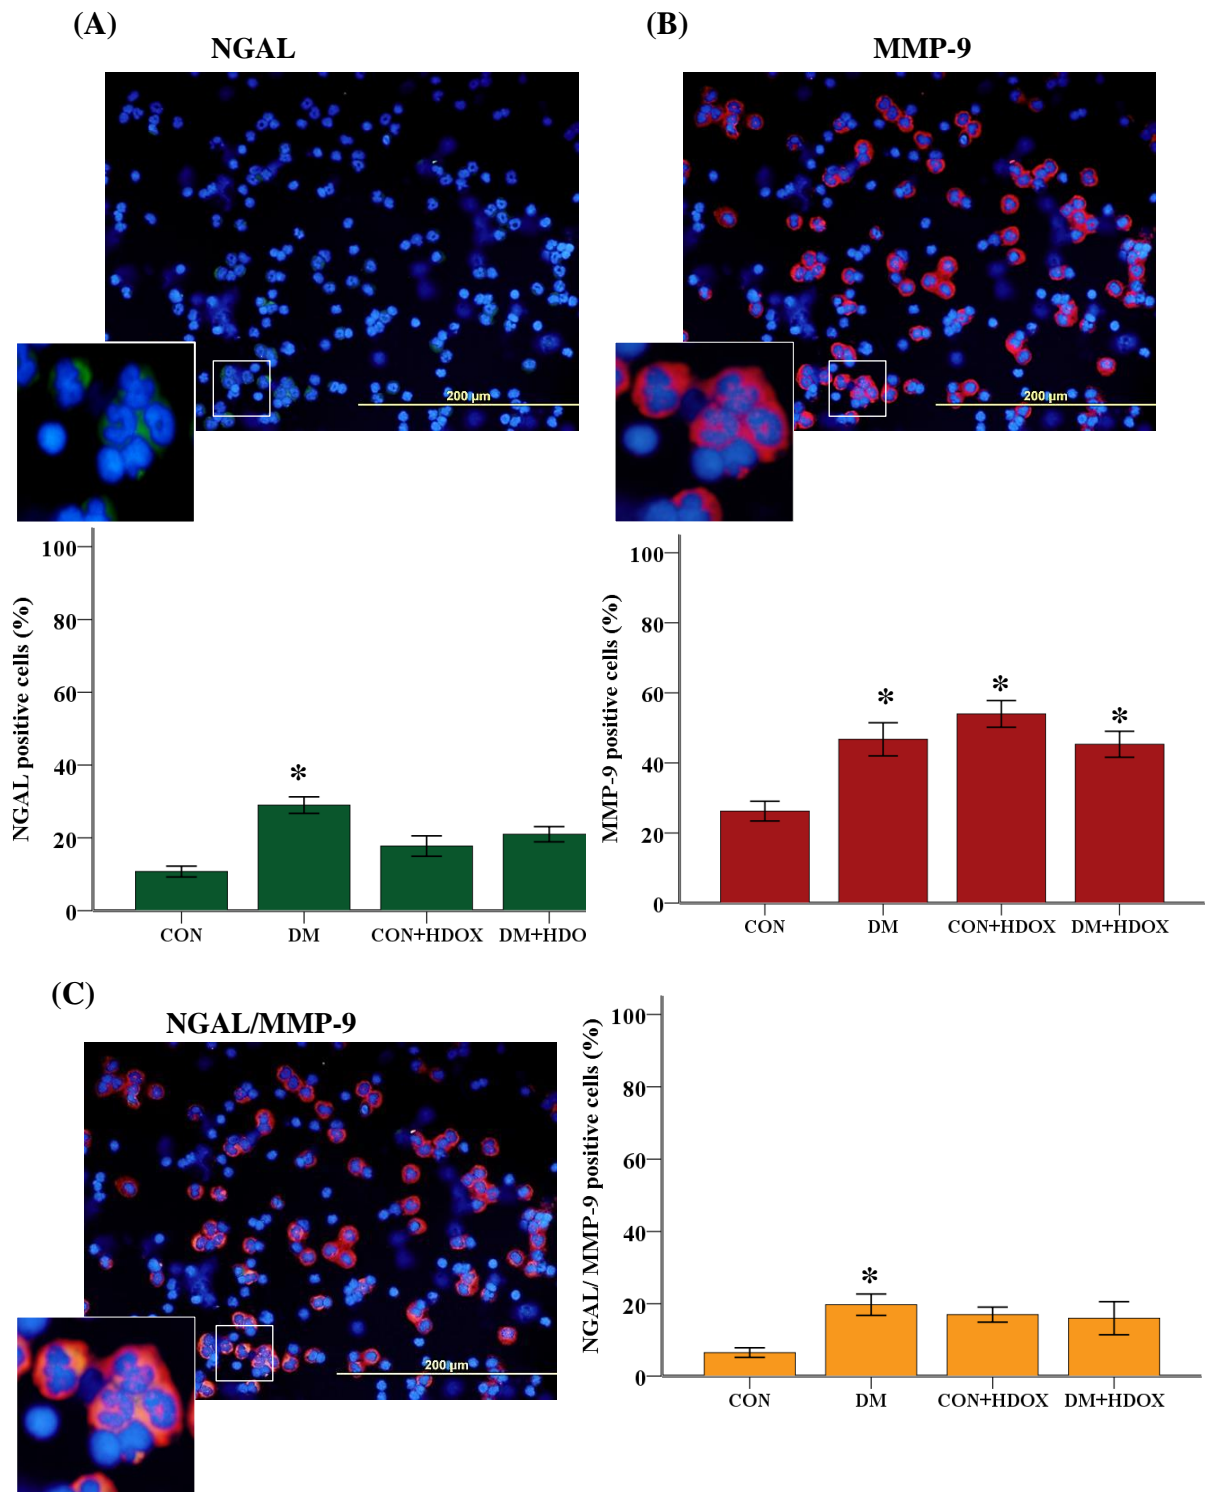 (A)
NGAL
200 µm
NGAL positive cells (%)
100
80
60
40
20
0
*
CON
DM
CON+HDOX
DM+HDO
(B)
MMP-9
200 µm
MMP-9 positive cells (%)
100
80
60
40
20
0
*
*
*
CON
DM
CON+HDOX
DM+HDOX
(C)
NGAL/MMP-9
200 µm
NGAL/ MMP-9 positive cells (%)
100
80
60
40
20
0
*
CON
DM
CON+HDOX
DM+HDOX